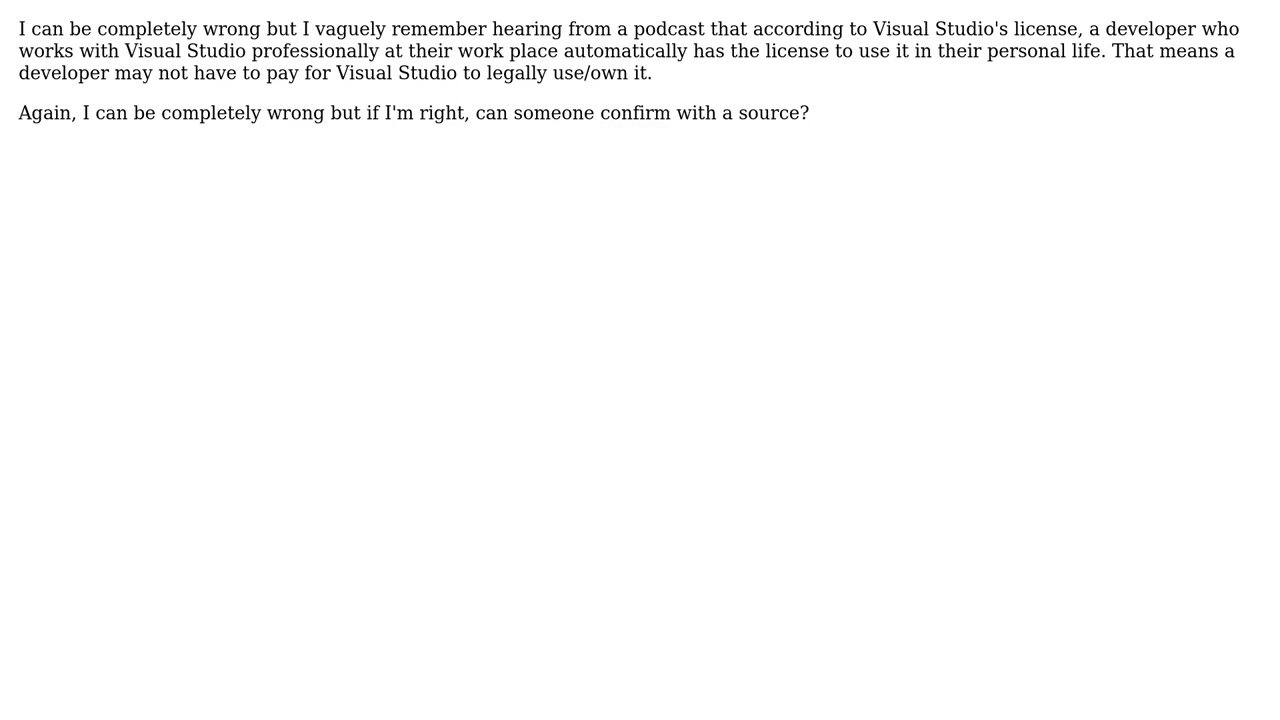 I can be completely wrong but I vaguely remember hearing from a podcast that according to Visual Studio's license, a developer who
works with Visual Studio professionally at their work place automatically has the license to use it in their personal life. That means a
developer may not have to pay for Visual Studio to legally use/own it.
Again, I can be completely wrong but if I'm right, can someone confirm with a source?